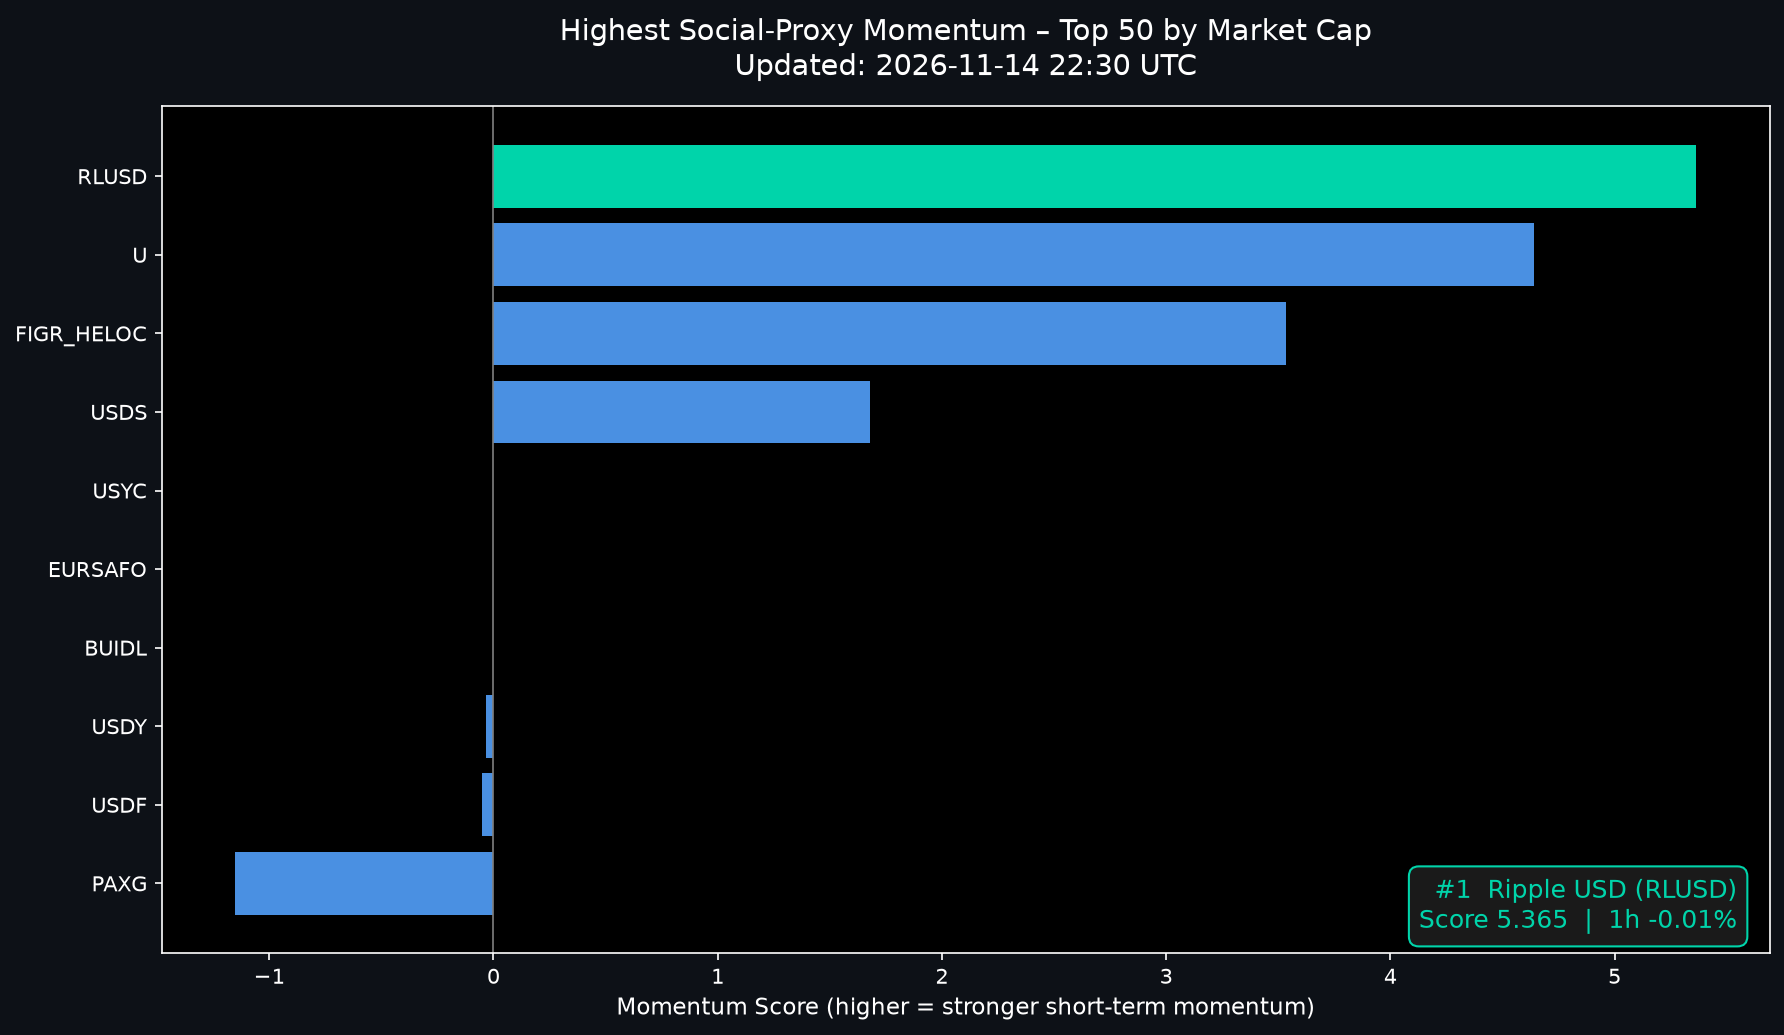 Highest Social-Proxy Momentum – Top 50 by Market Cap
Updated: 2026-11-14 22:30 UTC
RLUSD
U
FIGR_HELOC
USDS
USYC
EURSAFO
BUIDL
USDY
USDF
PAXG
#1 Ripple USD (RLUSD)
Score 5.365 | 1h -0.01%
−1 0 1 2 3 4 5
Momentum Score (higher = stronger short-term momentum)